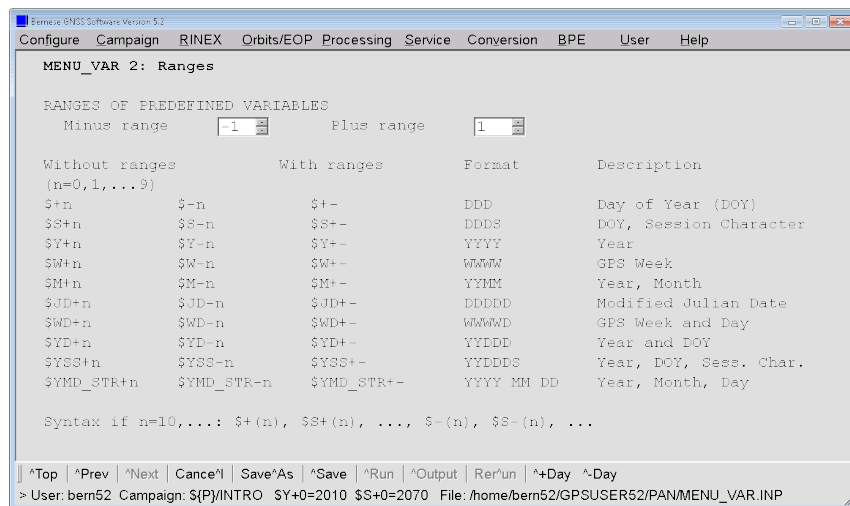 Bernese GNSS Software Version 5.2
Configure Campaign RINEX Orbits/EOP Processing Service Conversion BPE User Help
MENU_VAR 2: Ranges
RANGES OF PREDEFINED VARIABLES
Minus range -1 Plus range 1
Without ranges With ranges Format Description
(n=0,1,...9)
$+n $-n $+- DDD Day of Year (DOY)
$S+n $S-n $S+- DDDS DOY, Session Character
$Y+n $Y-n $Y+- YYYY Year
$W+n $W-n $W+- WWWW GPS Week
$M+n $M-n $M+- YYMM Year, Month
$JD+n $JD-n $JD+- DDDDD Modified Julian Date
$WD+n $WD-n $WD+- WWWWD GPS Week and Day
$YD+n $YD-n $YD+- YYDDD Year and DOY
$YSS+n $YSS-n $YSS+- YYDDDS Year, DOY, Sess. Char.
$YMD_STR+n $YMD_STR-n $YMD_STR+- YYYY MM DD Year, Month, Day
Syntax if n=10,...: $+(n), $S+(n), ..., $-(n), $S-(n), ...
^Top ^Prev ^Next Cance^l Save^As ^Save ^Run ^Output Rer^un ^+Day ^-Day
> User: bern52 Campaign: ${P}/INTRO $Y+0=2010 $S+0=2070 File: /home/bern52/GPSUSER52/PAN/MENU_VAR.INP